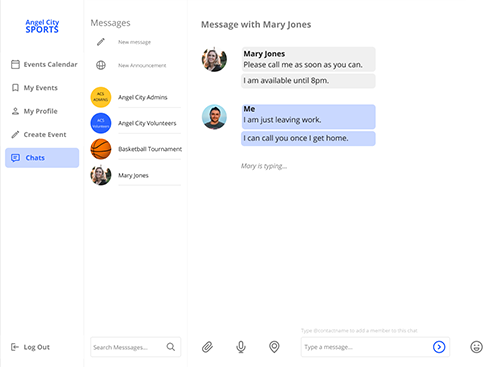 Angel City
SPORTS
Events Calendar
My Events
My Profile
Create Event
Chats
Log Out
Messages
New message
New Announcement
ACS
ADMINS
Angel City Admins
ACS
Angel City Volunteers
Basketball Tournament
Mary Jones
Search Messsages...
Message with Mary Jones
Mary Jones
Please call me as soon as you can.
I am available until 8pm.
Me
I am just leaving work.
I can call you once I get home.
Mary is typing...
Type @contactname to add a member to this chat
Type a message...